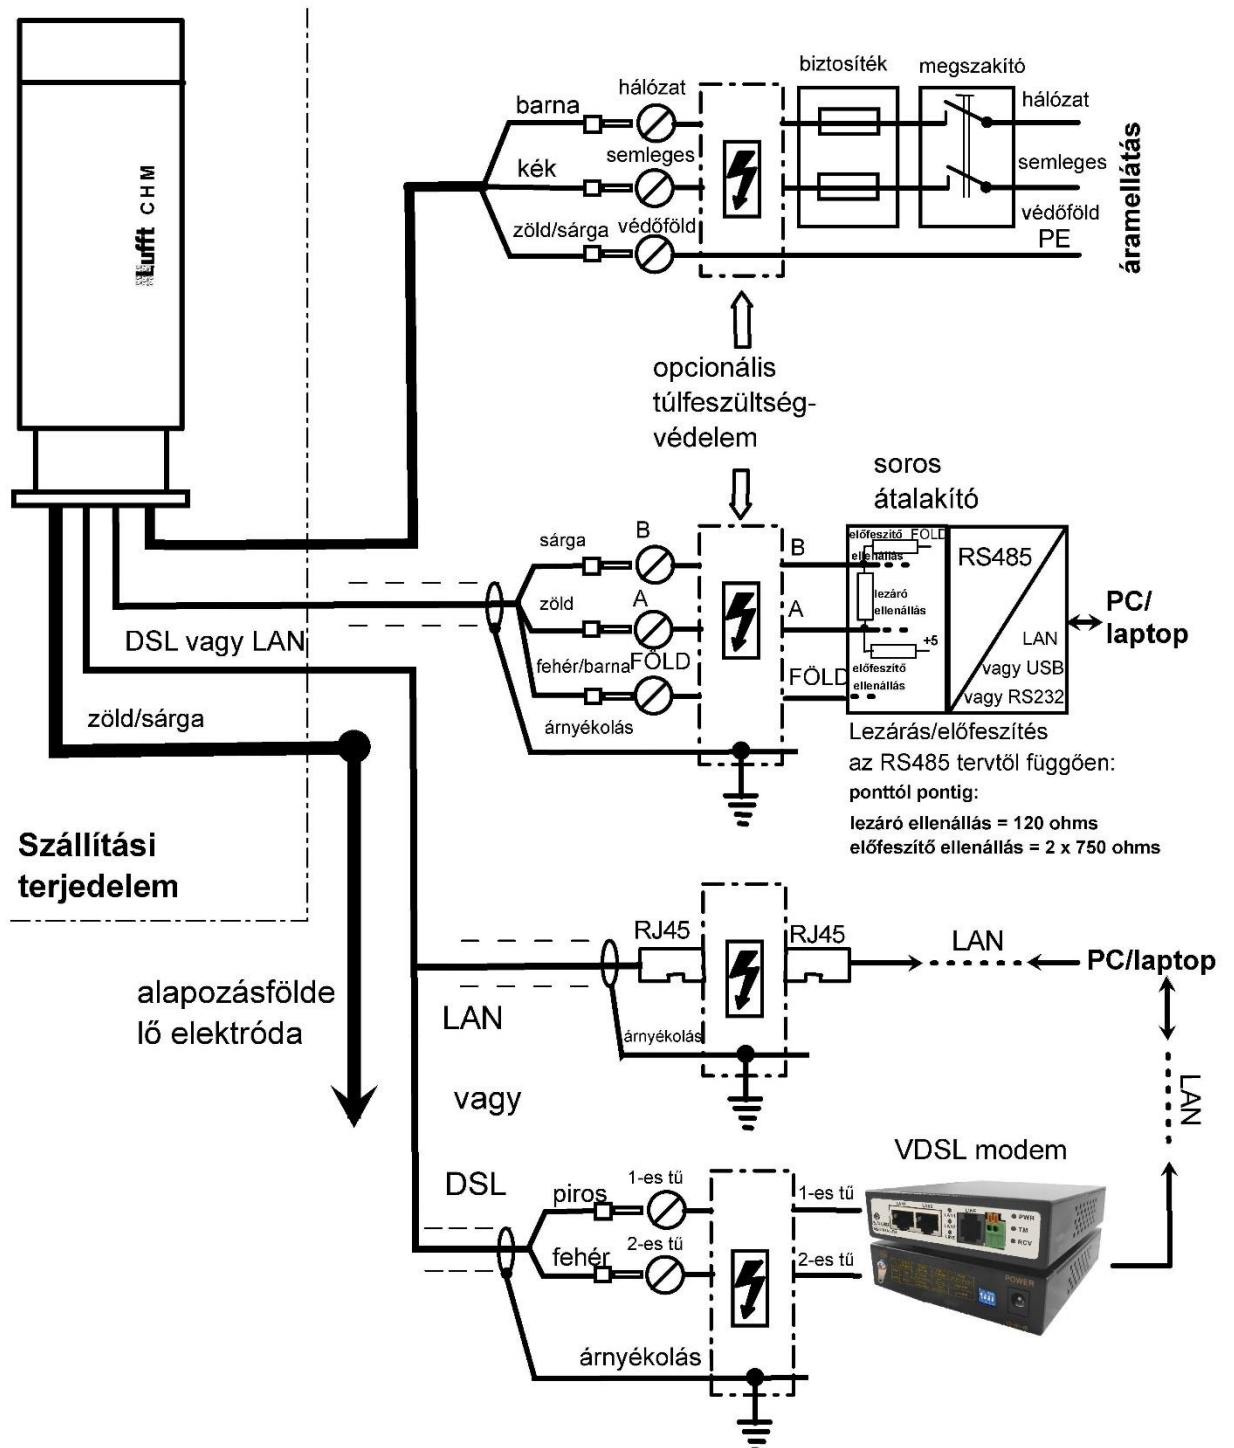 Lufft CHM
barna
kék
zöld/sárga
hálózat
semleges
védőföld
biztosíték
megszakító
hálózat
semleges
védőföld
PE
áramellátás
opcionális
túlfeszültség-
védelem
soros
átalakító
sárga
zöld
fehér/barna
árnyékolás
B
A
FÖLD
B
A
FÖLD
előfeszítő
ellenállás
FÖLD
lezáró
ellenállás
+5
előfeszítő
ellenállás
RS485
LAN
vagy USB
vagy RS232
PC/
laptop
Lezárás/előfeszítés
az RS485 tervtől függően:
ponttól pontig:
lezáró ellenállás = 120 ohms
előfeszítő ellenállás = 2 x 750 ohms
DSL vagy LAN
zöld/sárga
Szállítási
terjedelem
alapozásfölde
lő elektróda
LAN
vagy
DSL
RJ45
RJ45
árnyékolás
LAN
PC/laptop
LAN
VDSL modem
piros
fehér
1-es tű
2-es tű
1-es tű
2-es tű
árnyékolás
PWR
TM
RCV
POWER